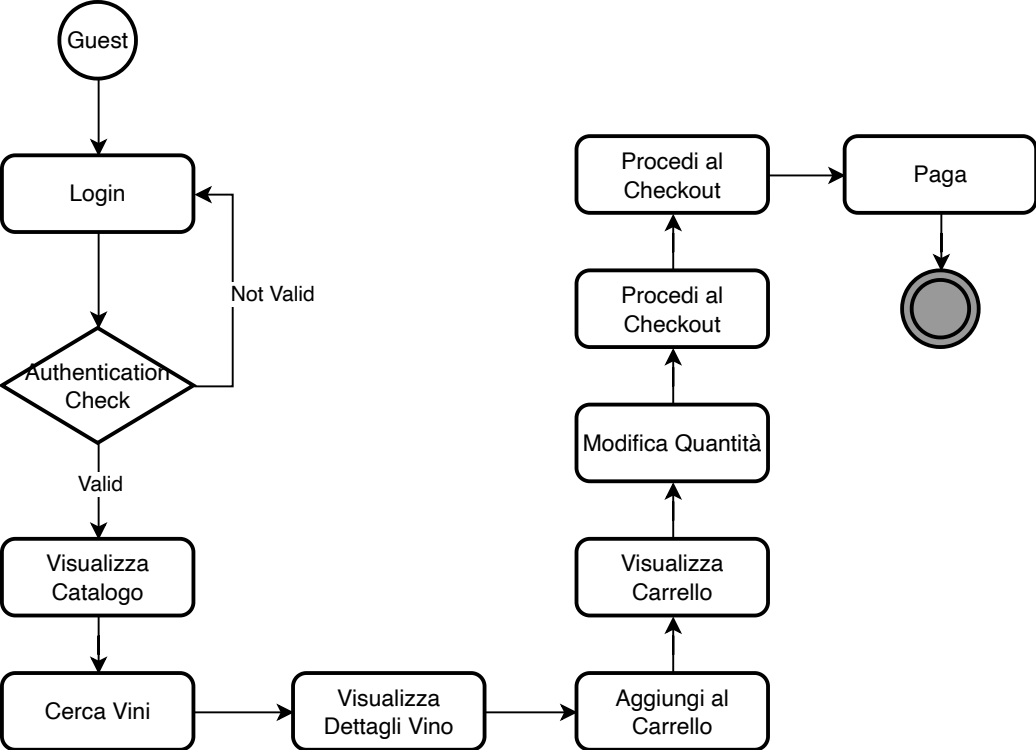 Guest
Login
Not Valid
Authentication
Check
Valid
Visualizza
Catalogo
Cerca Vini
Visualizza
Dettagli Vino
Aggiungi al
Carrello
Visualizza
Carrello
Modifica Quantità
Procedi al
Checkout
Procedi al
Checkout
Paga